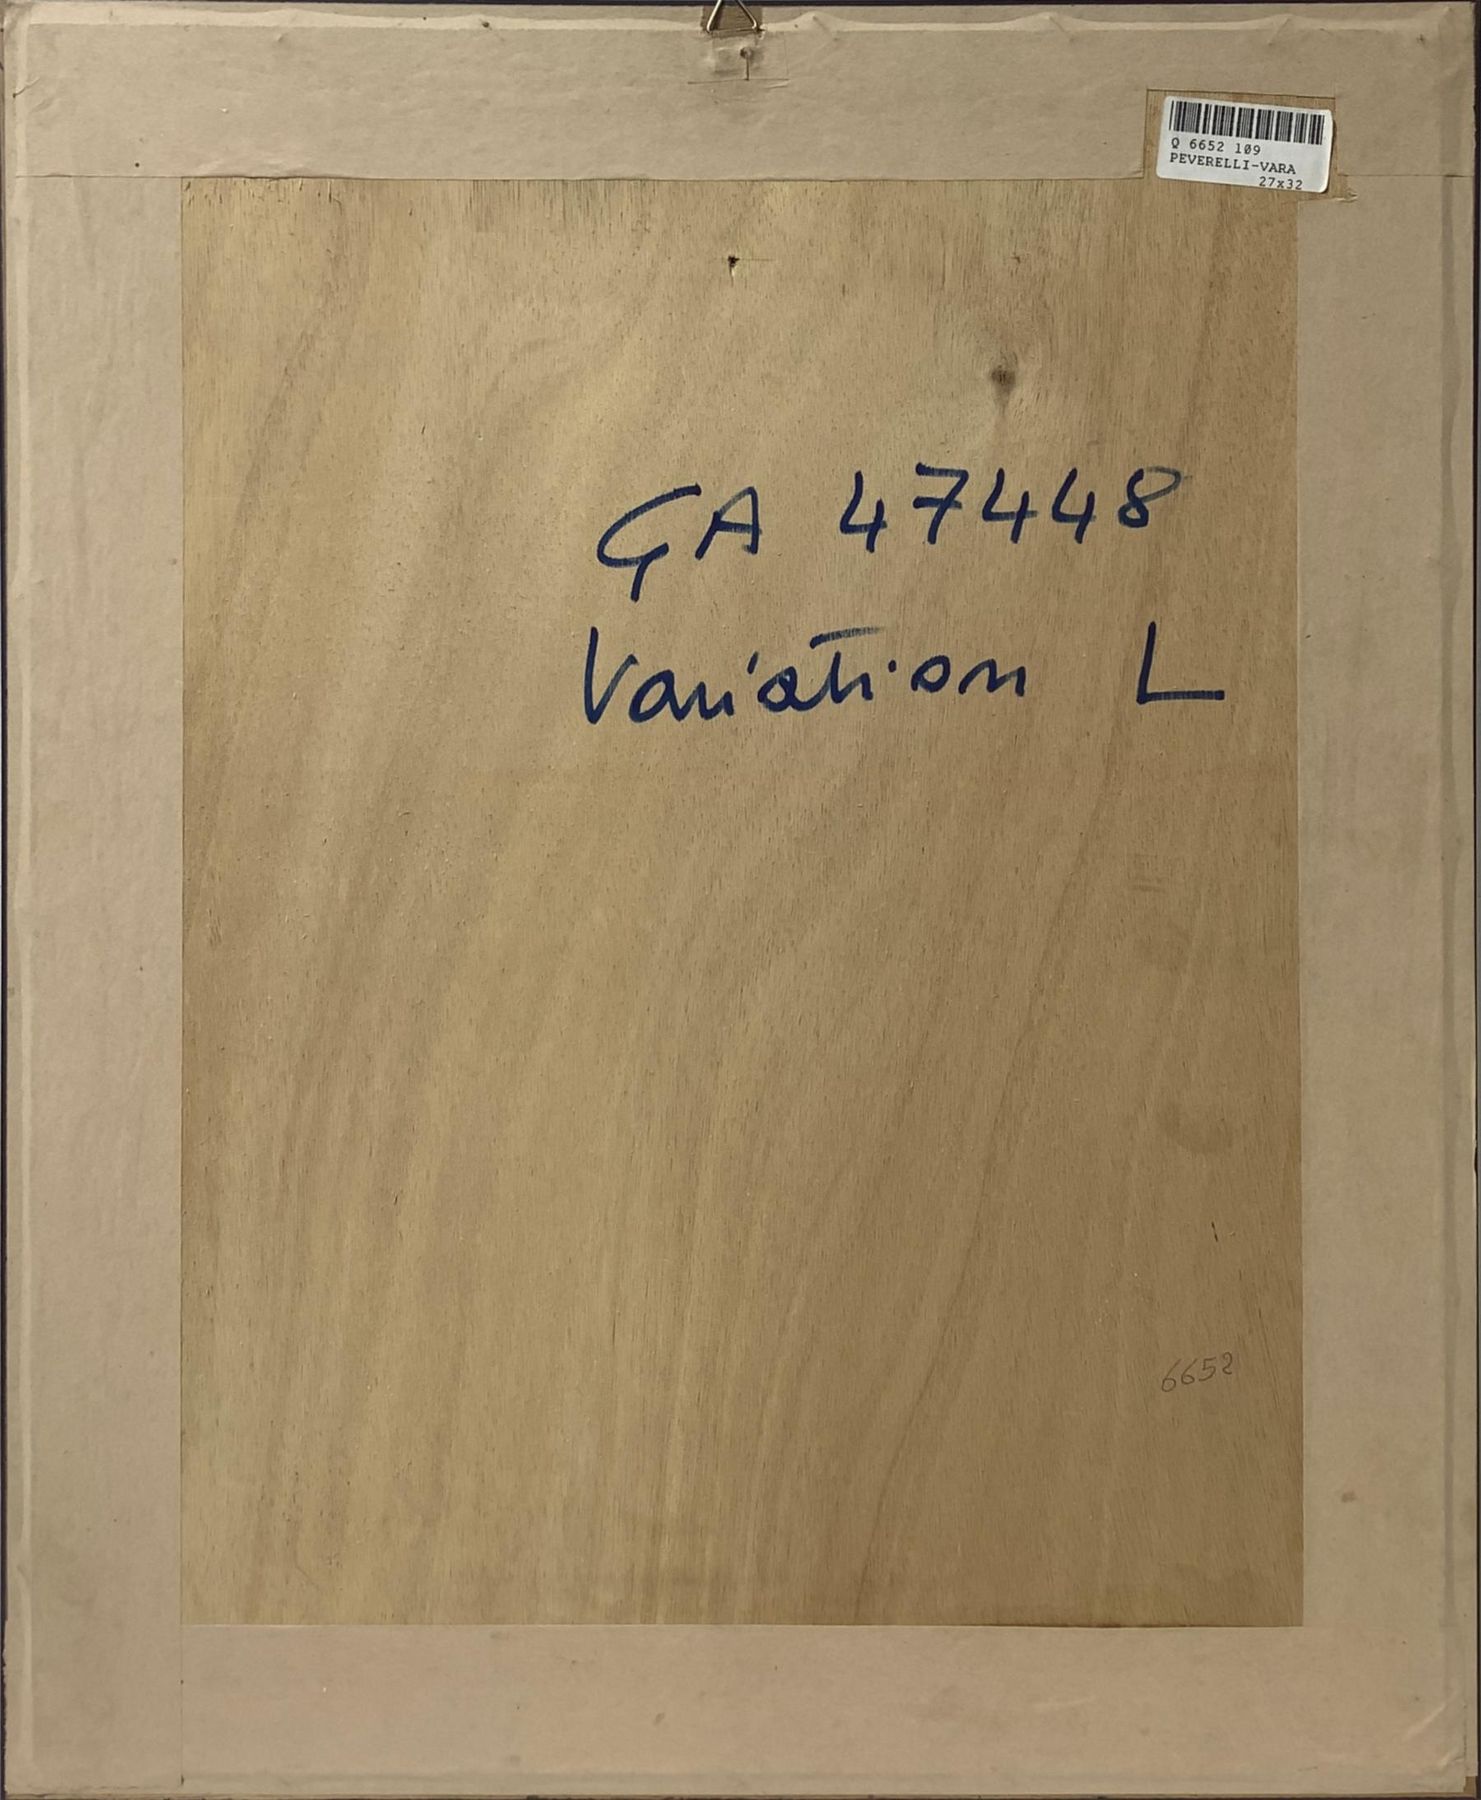 Q 6652 109
PEVERELLI-VARA
27x32
GA 47448
Variation L
6652